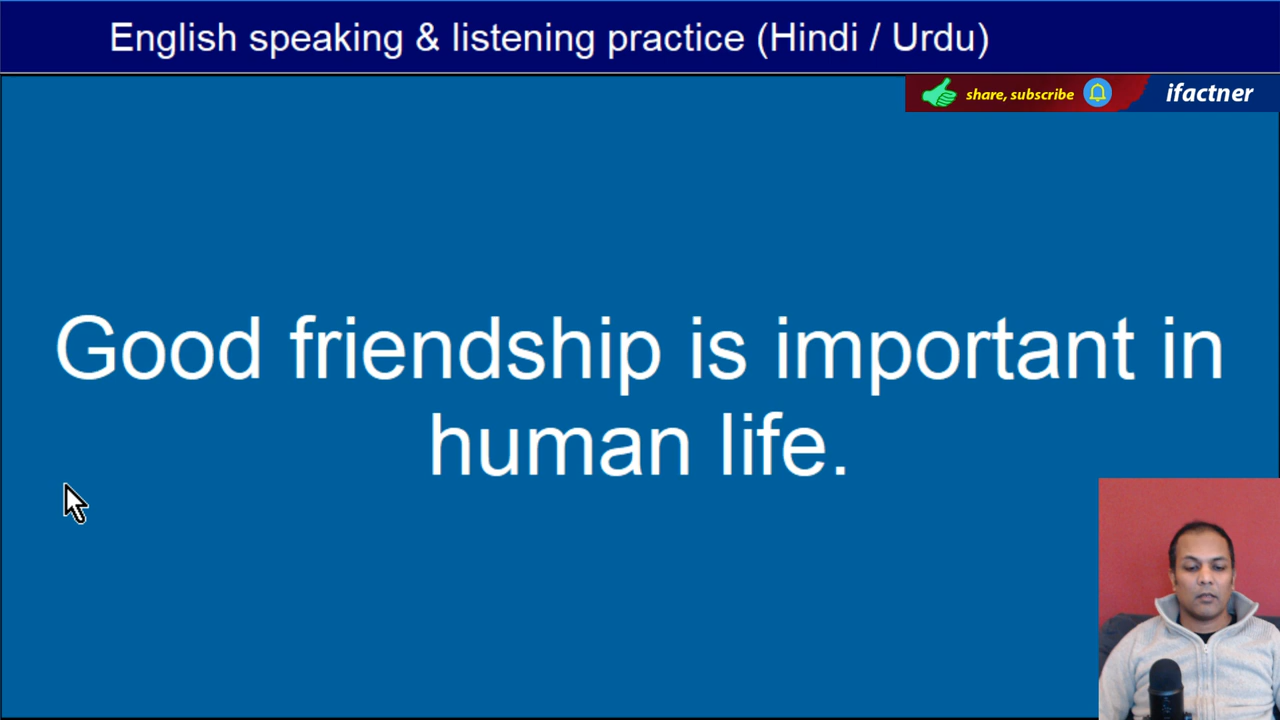 English speaking & listening practice (Hindi / Urdu)
share, subscribe
ifactner
Good friendship is important in
human life.